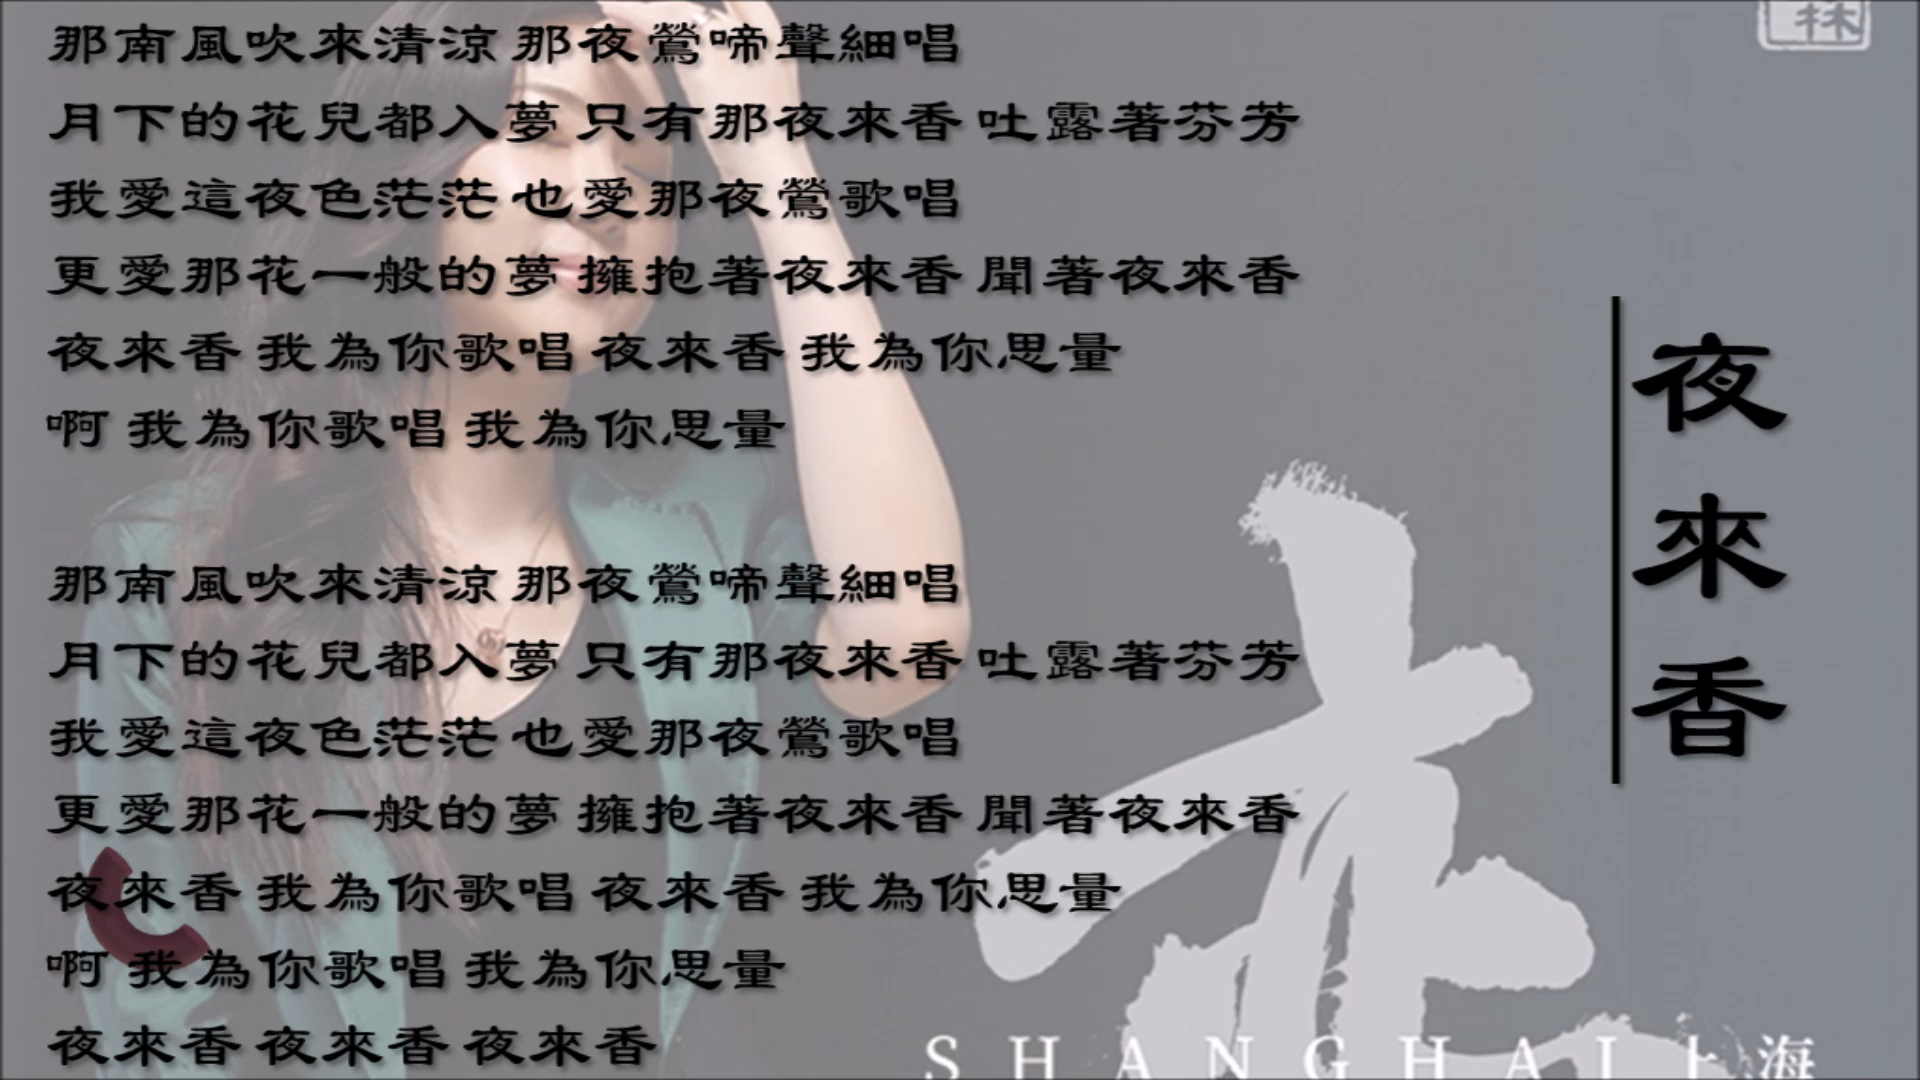 那南風吹來清涼 那夜鶯啼聲細唱
月下的花兒都入夢 只有那夜來香 吐露著芬芳
我愛這夜色茫茫 也愛那夜鶯歌唱
更愛那花一般的夢 擁抱著夜來香 聞著夜來香
夜來香 我為你歌唱 夜來香 我為你思量
啊 我為你歌唱 我為你思量
那南風吹來清涼 那夜鶯啼聲細唱
月下的花兒都入夢 只有那夜來香 吐露著芬芳
我愛這夜色茫茫 也愛那夜鶯歌唱
更愛那花一般的夢 擁抱著夜來香 聞著夜來香
夜來香 我為你歌唱 夜來香 我為你思量
啊 我為你歌唱 我為你思量
夜來香 夜來香 夜來香
夜來香
SHANGHAI 上海